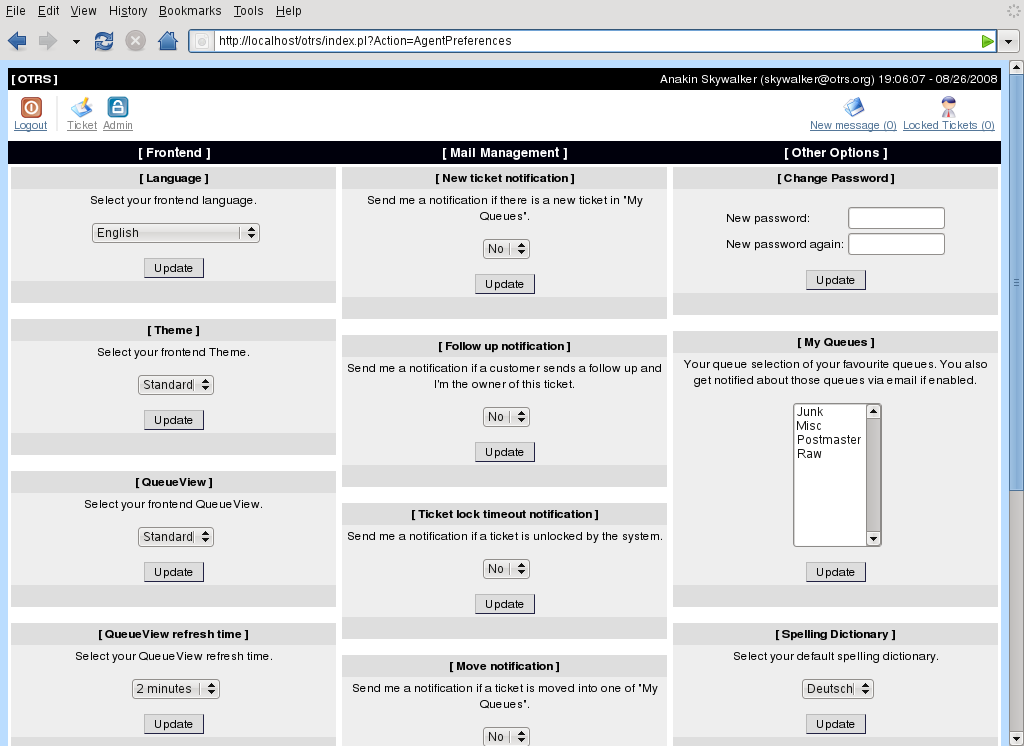 File Edit View History Bookmarks Tools Help
http://localhost/otrs/index.pl?Action=AgentPreferences
[ OTRS ]
Anakin Skywalker (skywalker@otrs.org) 19:06:07 - 08/26/2008
Logout Ticket Admin
New message (0) Locked Tickets (0)
[ Frontend ]
[ Language ]
Select your frontend language.
English
Update
[ Theme ]
Select your frontend Theme.
Standard
Update
[ QueueView ]
Select your frontend QueueView.
Standard
Update
[ QueueView refresh time ]
Select your QueueView refresh time.
2 minutes
Update
[ Mail Management ]
[ New ticket notification ]
Send me a notification if there is a new ticket in "My
Queues".
No
Update
[ Follow up notification ]
Send me a notification if a customer sends a follow up and
I'm the owner of this ticket.
No
Update
[ Ticket lock timeout notification ]
Send me a notification if a ticket is unlocked by the system.
No
Update
[ Move notification ]
Send me a notification if a ticket is moved into one of "My
Queues".
No
[ Other Options ]
[ Change Password ]
New password:
New password again:
Update
[ My Queues ]
Your queue selection of your favourite queues. You also
get notified about those queues via email if enabled.
Junk
Misc
Postmaster
Raw
Update
[ Spelling Dictionary ]
Select your default spelling dictionary.
Deutsch
Update